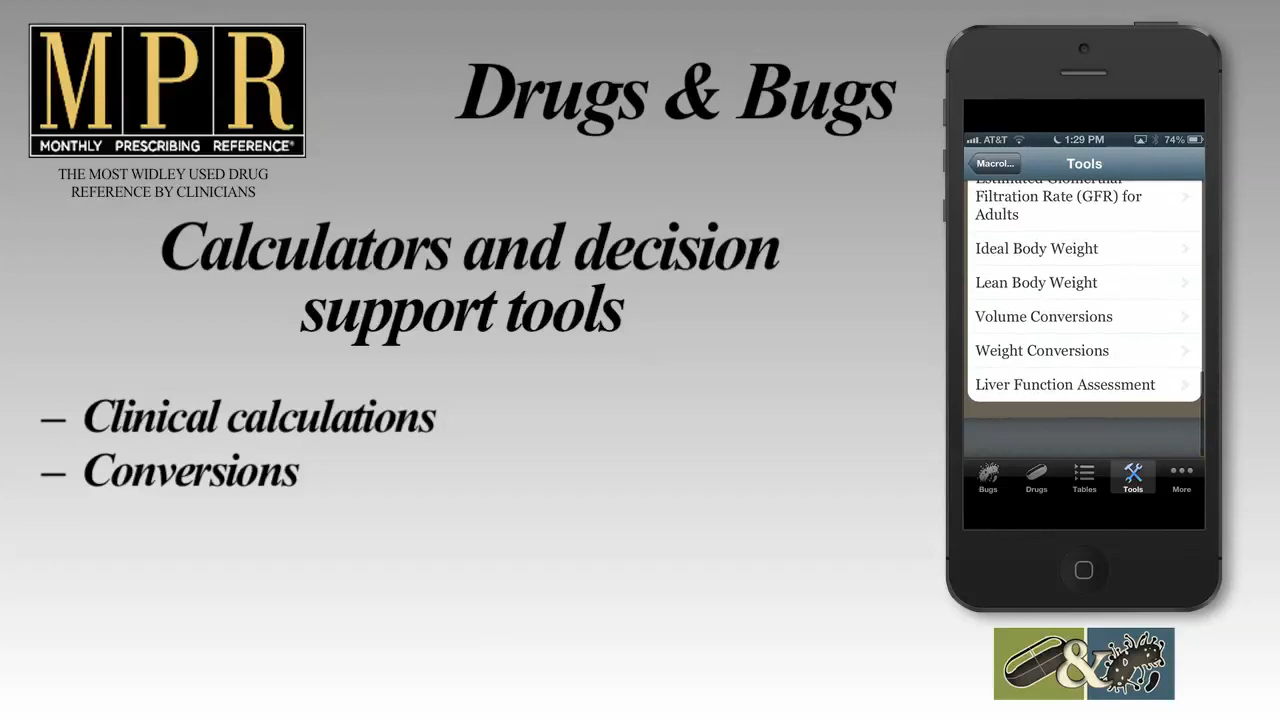 MPR
MONTHLY PRESCRIBING REFERENCE®
THE MOST WIDLEY USED DRUG
REFERENCE BY CLINICIANS
Drugs & Bugs
Calculators and decision
support tools
– Clinical calculations
– Conversions
AT&T 1:29 PM 74%
Macrol... Tools
Estimated Glomerular
Filtration Rate (GFR) for
Adults
Ideal Body Weight
Lean Body Weight
Volume Conversions
Weight Conversions
Liver Function Assessment
Bugs Drugs Tables Tools More
&